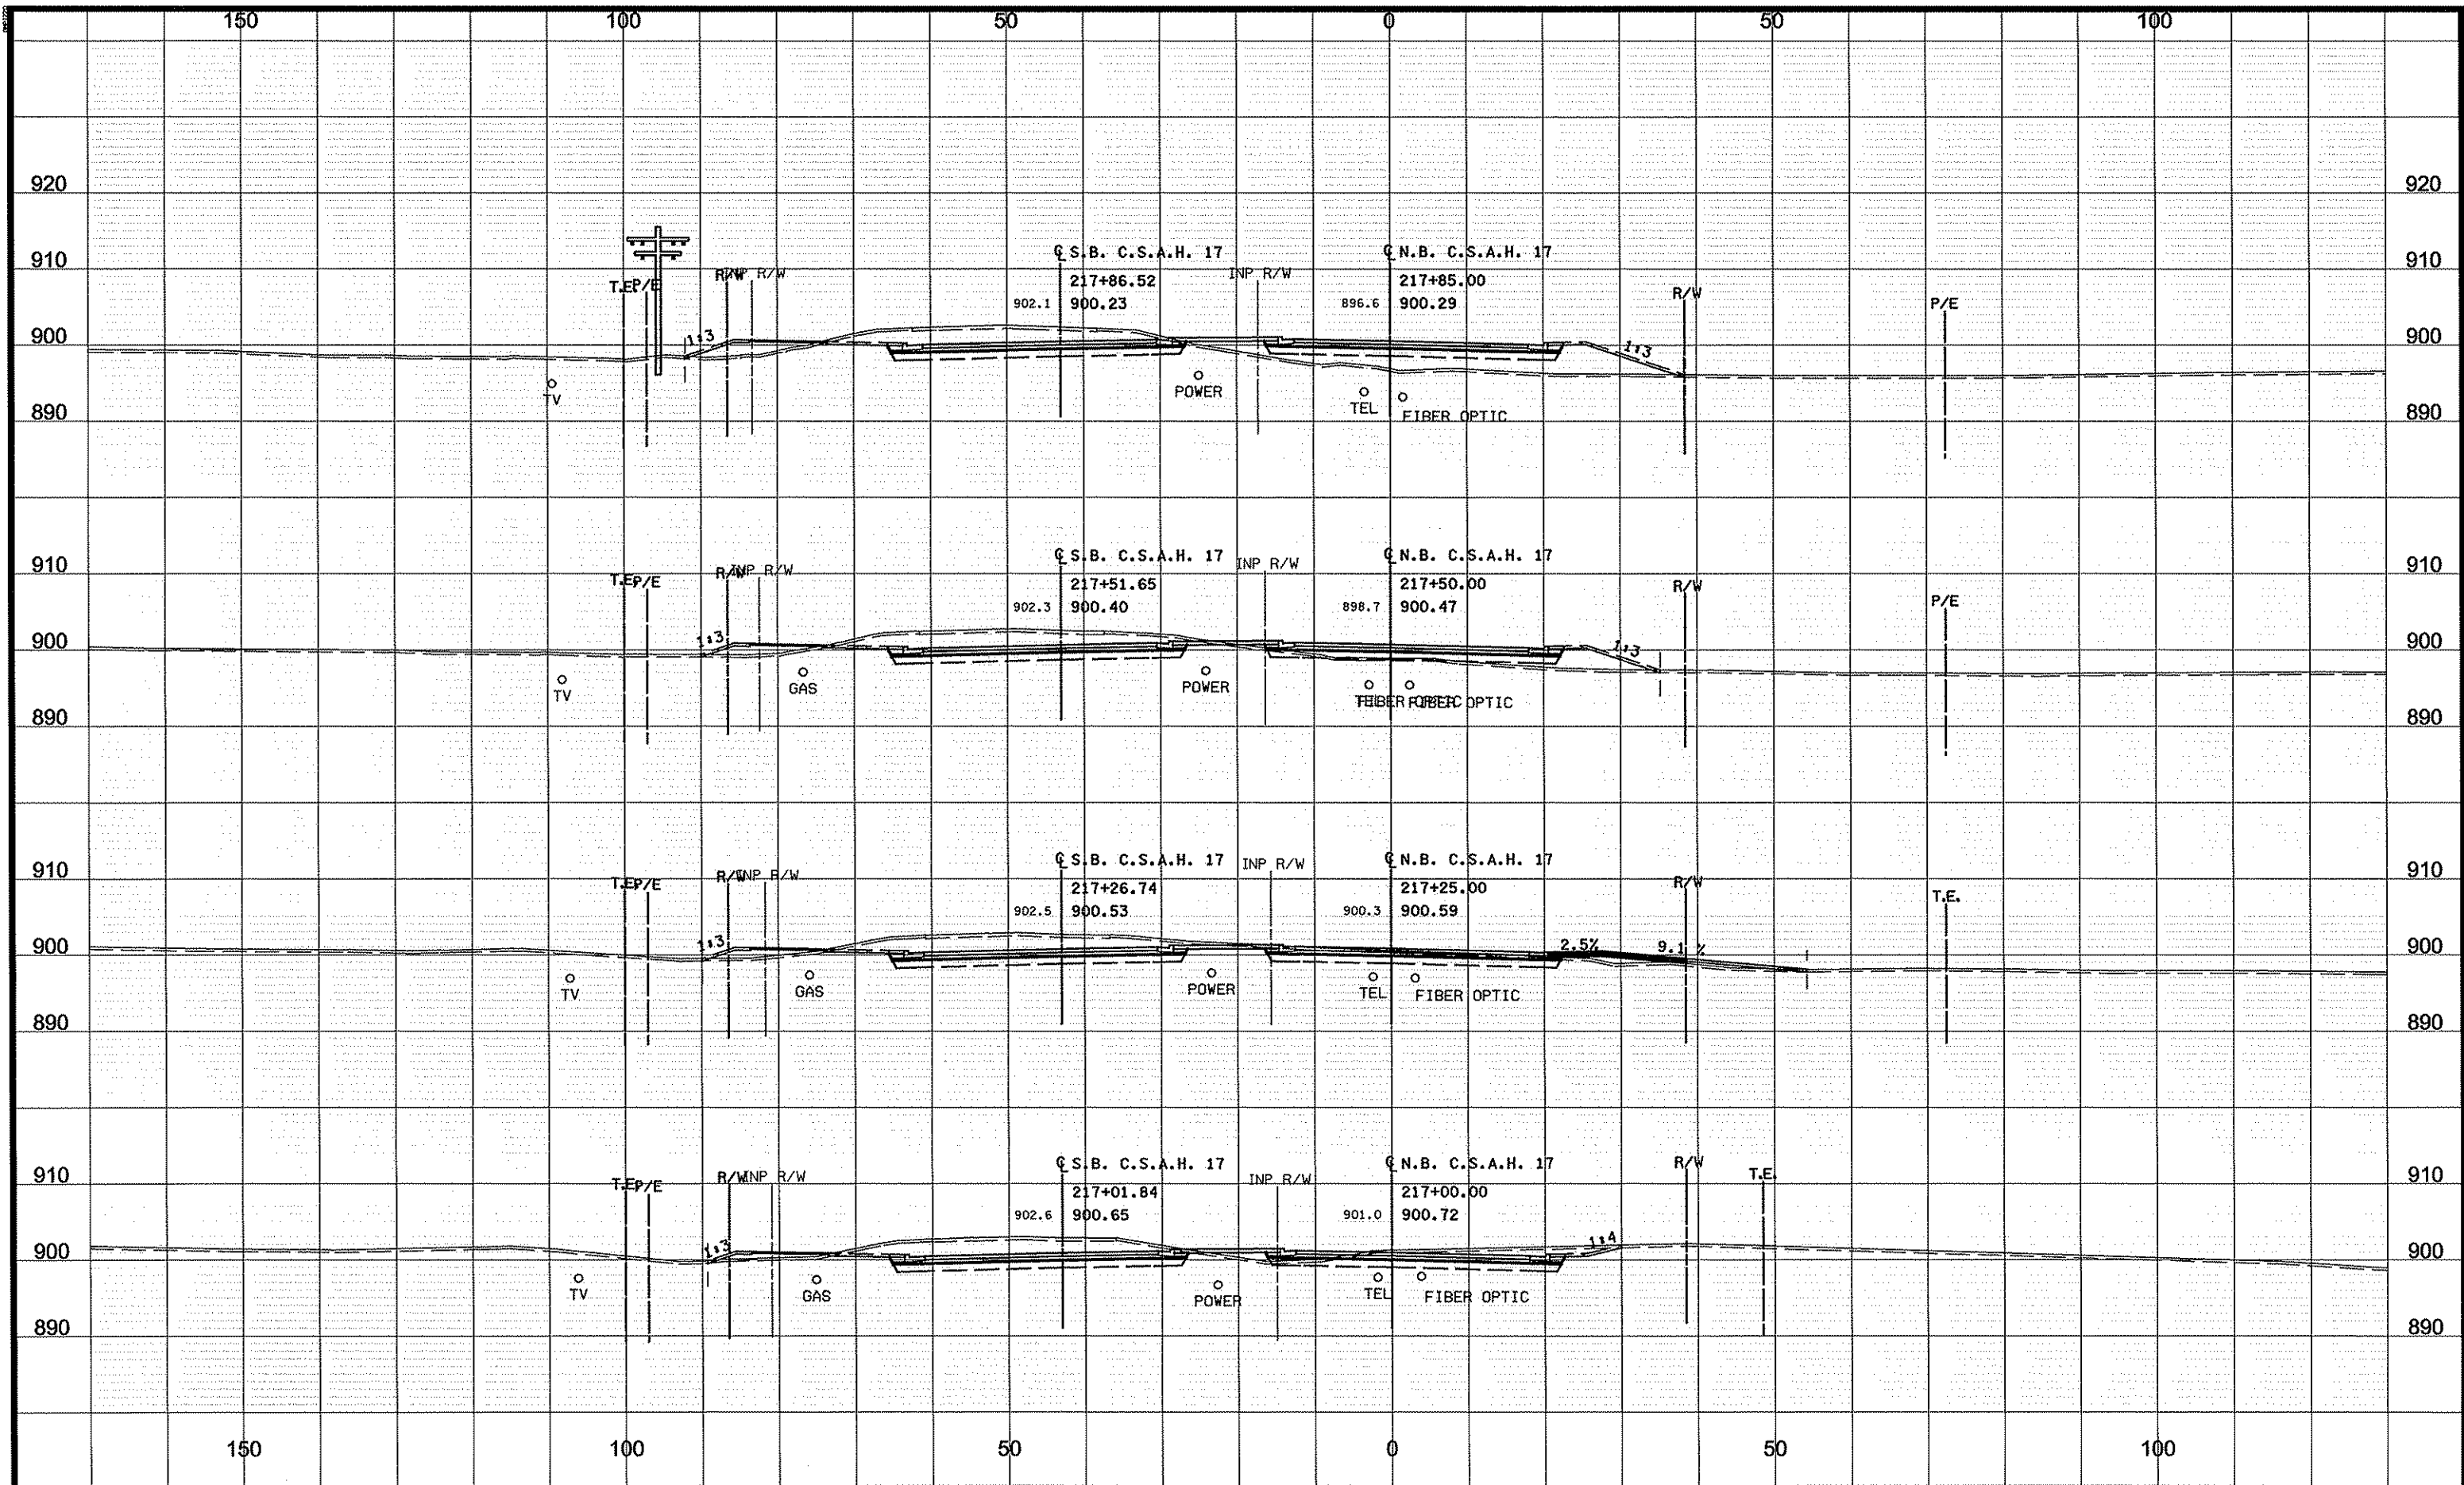 150 100 50 0 50 100
920 920
℄ S.B. C.S.A.H. 17 ℄ N.B. C.S.A.H. 17
910 R/W INP R/W INP R/W 910
217+86.52 217+85.00
T.E. P/E R/W P/E
902.1 900.23 896.6 900.29
900 1:3 1:3 900
TV POWER TEL FIBER OPTIC
890 890
℄ S.B. C.S.A.H. 17 ℄ N.B. C.S.A.H. 17
910 R/W INP R/W INP R/W 910
T.E. P/E 217+51.65 217+50.00 R/W
902.3 900.40 898.7 900.47 P/E
900 1:3 1:3 900
TV GAS POWER FIBER OPTIC FIBER OPTIC
890 890
℄ S.B. C.S.A.H. 17 ℄ N.B. C.S.A.H. 17
910 R/W INP R/W INP R/W 910
T.E. P/E 217+26.74 217+25.00 R/W T.E.
902.5 900.53 900.3 900.59
900 1:3 2.5% 9.1 % 900
TV GAS POWER TEL FIBER OPTIC
890 890
℄ S.B. C.S.A.H. 17 ℄ N.B. C.S.A.H. 17 R/W
910 R/W INP R/W INP R/W T.E. 910
T.E. P/E 217+01.84 217+00.00
902.6 900.65 901.0 900.72
900 1:3 1:4 900
TV GAS POWER TEL FIBER OPTIC
890 890
150 100 50 0 50 100